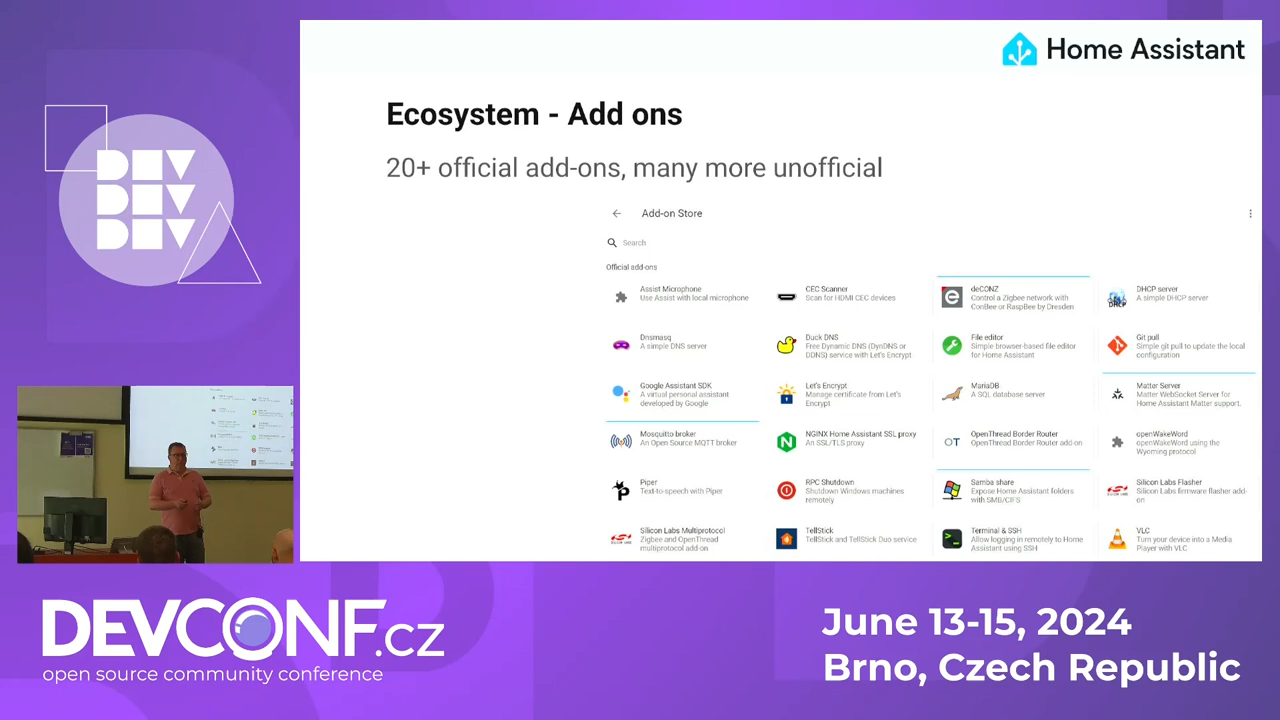 Home Assistant
Ecosystem - Add ons
20+ official add-ons, many more unofficial
Add-on Store
Search
Official add-ons
Assist Microphone
Use Assist with local microphone
CEC Scanner
Scan for HDMI CEC devices
deCONZ
Control a Zigbee network with
ConBee or RaspBee by Dresden
DHCP server
A simple DHCP server
DHCP
Dnsmasq
A simple DNS server
Duck DNS
Free Dynamic DNS (DynDNS or
DDNS) service with Let's Encrypt
File editor
Simple browser-based file editor
for Home Assistant
Git pull
Simple git pull to update the local
configuration
Google Assistant SDK
A virtual personal assistant
developed by Google
Let's Encrypt
Manage certificate from Let's
Encrypt
MariaDB
A SQL database server
Matter Server
Matter WebSocket Server for
Home Assistant Matter support.
Mosquitto broker
An Open Source MQTT broker
N
NGINX Home Assistant SSL proxy
An SSL/TLS proxy
OT
OpenThread Border Router
OpenThread Border Router add-on
openWakeWord
openWakeWord using the
Wyoming protocol
Piper
Text-to-speech with Piper
RPC Shutdown
Shutdown Windows machines
remotely
Samba share
Expose Home Assistant folders
with SMB/CIFS
Silicon Labs Flasher
Silicon Labs firmware flasher add-
on
Silicon Labs Multiprotocol
Zigbee and OpenThread
multiprotocol add-on
TellStick
TellStick and TellStick Duo service
Terminal & SSH
Allow logging in remotely to Home
Assistant using SSH
VLC
Turn your device into a Media
Player with VLC
DEV
DEV
DEV
DEVCONF.cz
open source community conference
June 13-15, 2024
Brno, Czech Republic